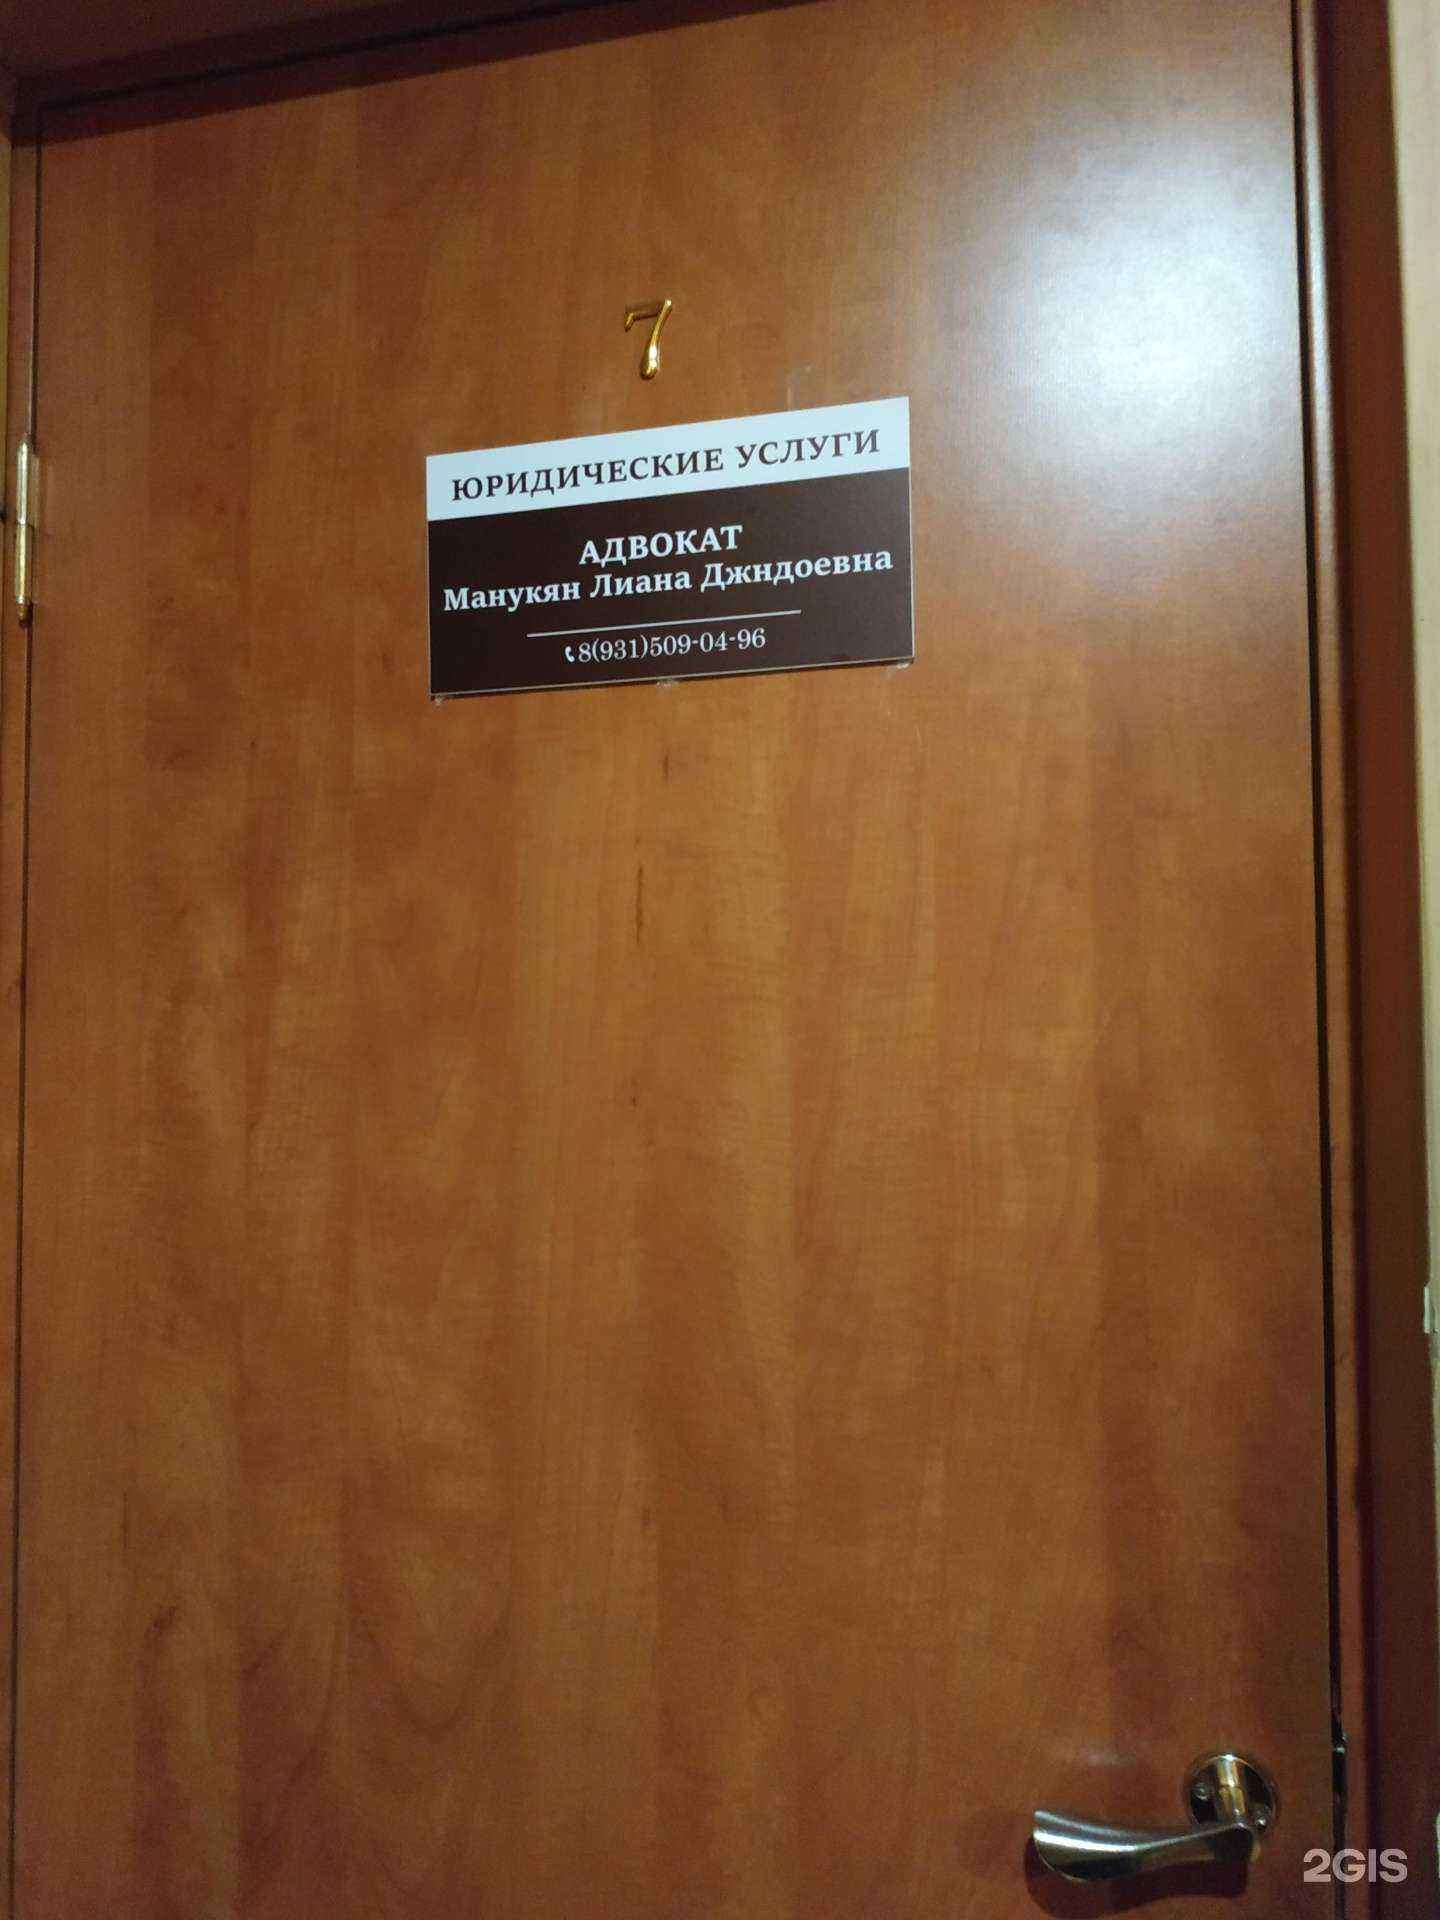 7
ЮРИДИЧЕСКИЕ УСЛУГИ
АДВОКАТ
Манукян Лиана Джндоевна
8(931)509-04-96
2GIS